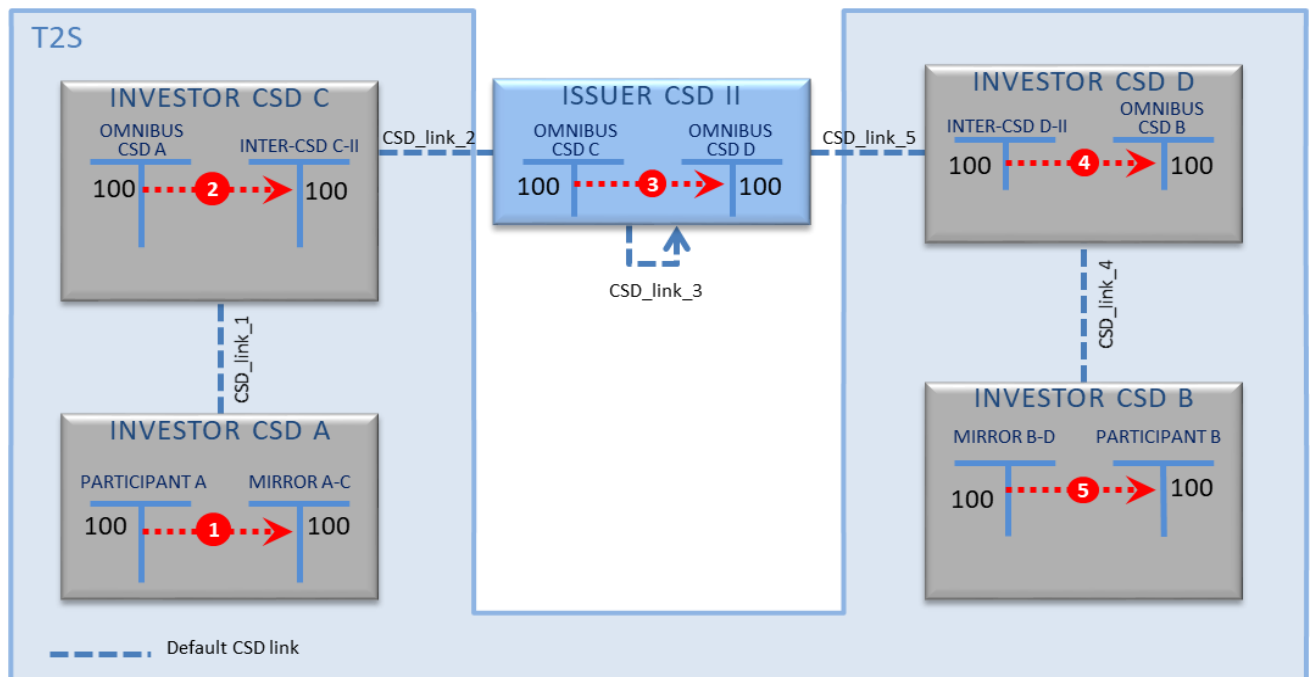 T2S
INVESTOR CSD C
OMNIBUS
CSD A
INTER-CSD C-II
100
2
100
CSD_link_2
ISSUER CSD II
OMNIBUS
CSD C
OMNIBUS
CSD D
100
3
100
CSD_link_3
CSD_link_5
INVESTOR CSD D
INTER-CSD D-II
OMNIBUS
CSD B
100
4
100
CSD_link_1
CSD_link_4
INVESTOR CSD A
PARTICIPANT A
MIRROR A-C
100
1
100
INVESTOR CSD B
MIRROR B-D
PARTICIPANT B
100
5
100
Default CSD link